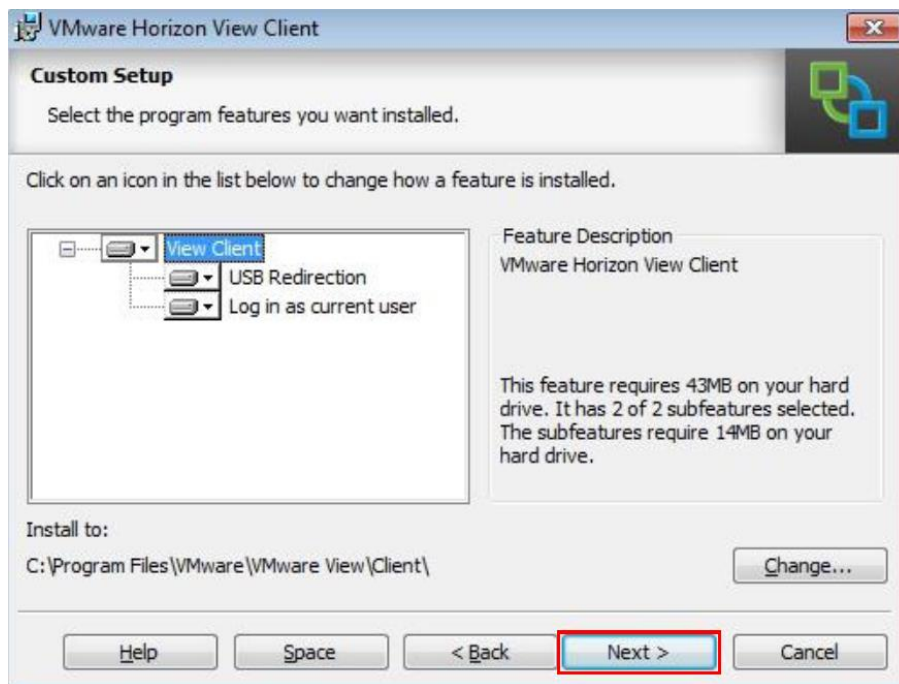 VMware Horizon View Client
Custom Setup
Select the program features you want installed.
Click on an icon in the list below to change how a feature is installed.
View Client
USB Redirection
Log in as current user
Feature Description
VMware Horizon View Client
This feature requires 43MB on your hard
drive. It has 2 of 2 subfeatures selected.
The subfeatures require 14MB on your
hard drive.
Install to:
C:\Program Files\VMware\VMware View\Client\
Change...
Help Space < Back Next > Cancel